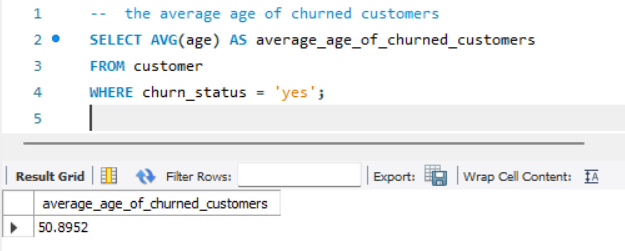 1 -- the average age of churned customers
2 SELECT AVG(age) AS average_age_of_churned_customers
3 FROM customer
4 WHERE churn_status = 'yes';
5
Result Grid Filter Rows: Export: Wrap Cell Content: IA
average_age_of_churned_customers
50.8952